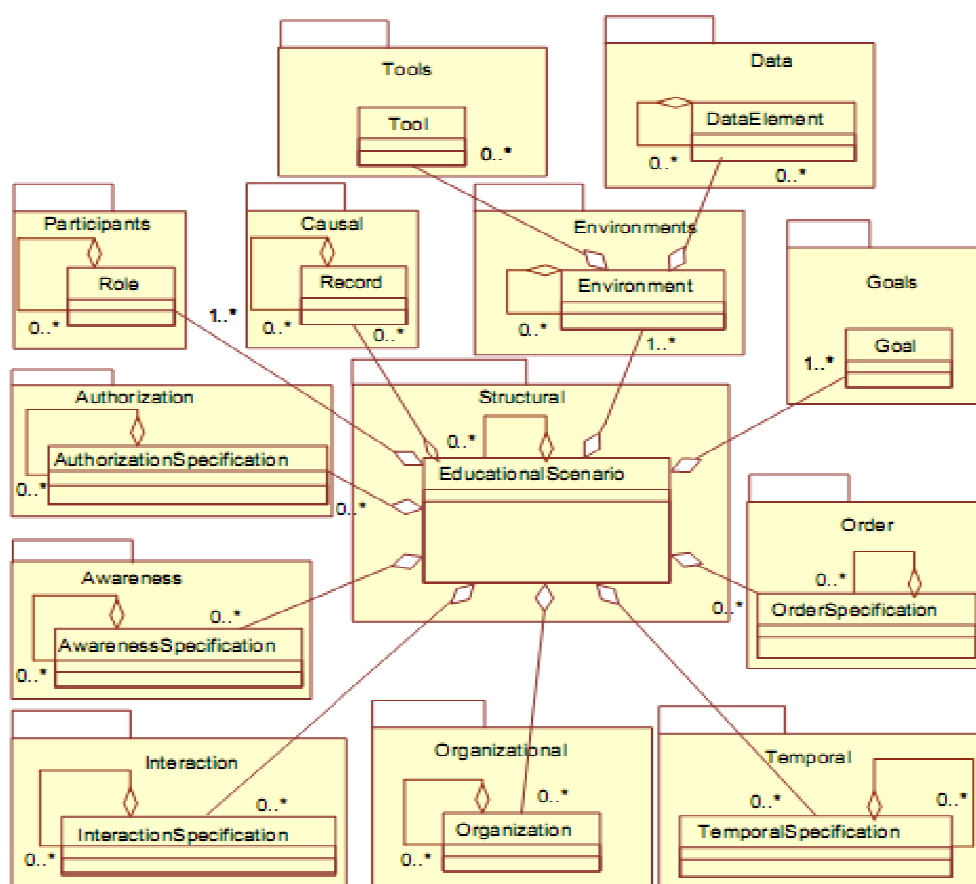 Tools
Tool
0..*
Data
DataElement
0..*
0..*
Participants
Role
0..*
1..*
Causal
Record
0..*
0..*
Environments
Environment
0..*
1..*
Goals
Goal
1..*
Authorization
AuthorizationSpecification
0..*
0..*
Structural
0..*
EducationalScenario
Order
0..*
OrderSpecification
0..*
Awareness
0..*
AwarenessSpecification
0..*
Interaction
0..*
InteractionSpecification
0..*
Organizational
0..*
Organization
0..*
Temporal
0..*
0..*
TemporalSpecification